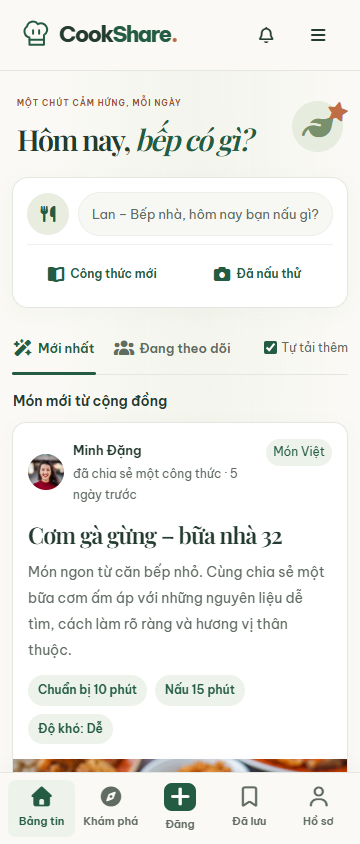 CookShare.
MỘT CHÚT CẢM HỨNG, MỖI NGÀY
Hôm nay, bếp có gì?
Lan – Bếp nhà, hôm nay bạn nấu gì?
Công thức mới
Đã nấu thử
Mới nhất
Đang theo dõi
Tự tải thêm
Món mới từ cộng đồng
Minh Đặng
Món Việt
đã chia sẻ một công thức · 5
ngày trước
Cơm gà gừng – bữa nhà 32
Món ngon từ căn bếp nhỏ. Cùng chia sẻ một
bữa cơm ấm áp với những nguyên liệu dễ
tìm, cách làm rõ ràng và hương vị thân
thuộc.
Chuẩn bị 10 phút
Nấu 15 phút
Độ khó: Dễ
Bảng tin
Khám phá
Đăng
Đã lưu
Hồ sơ